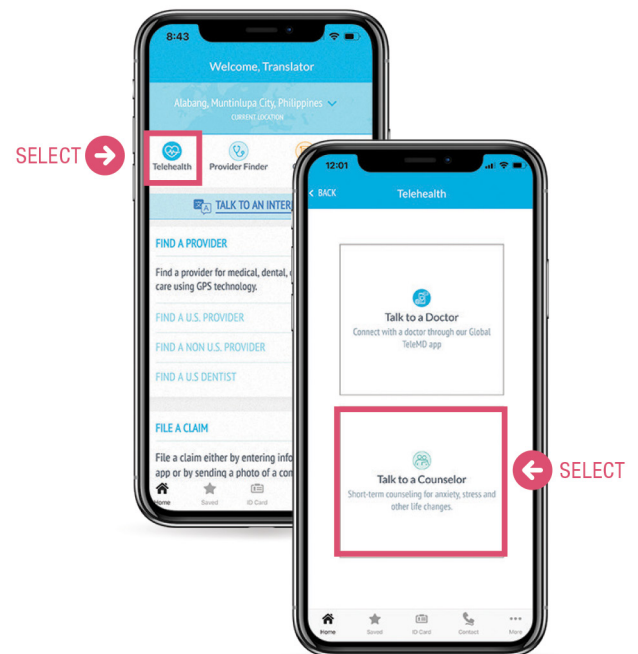 SELECT
8:43
Welcome, Translator
Alabang, Muntinlupa City, Philippines
CURRENT LOCATION
Telehealth
Provider Finder
TALK TO AN INTER
FIND A PROVIDER
Find a provider for medical, dental,
care using GPS technology.
FIND A U.S. PROVIDER
FIND A NON U.S. PROVIDER
FIND A U.S DENTIST
FILE A CLAIM
File a claim either by entering info
app or by sending a photo of a con
Home
Saved
ID Card
12:01
< BACK
Telehealth
Talk to a Doctor
Connect with a doctor through our Global
TeleMD app
Talk to a Counselor
Short-term counseling for anxiety, stress and
other life changes.
SELECT
Home
Saved
ID Card
Contact
More